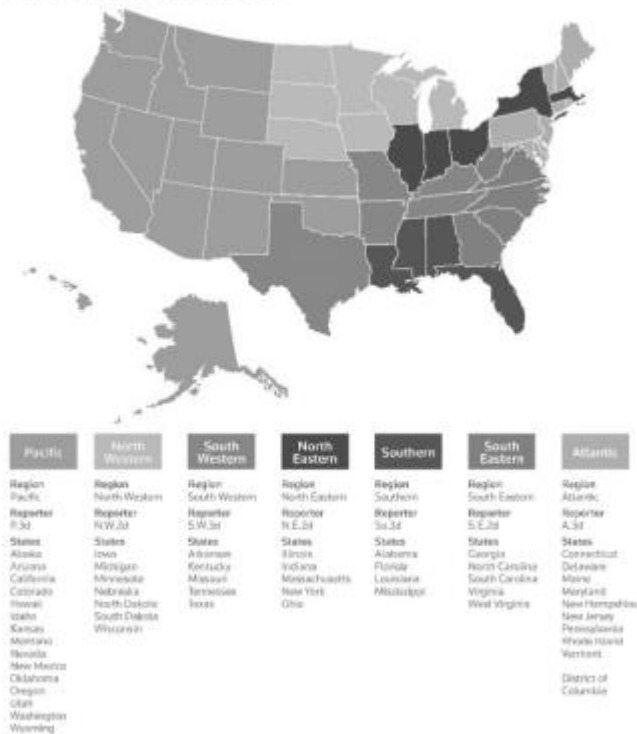 Pacific
Region
Pacific
Reporter
P.3d
States
Alaska
Arizona
California
Colorado
Hawaii
Idaho
Kansas
Montana
Nevada
New Mexico
Oklahoma
Oregon
Utah
Washington
Wyoming
North
Western
Region
North Western
Reporter
N.W.2d
States
Iowa
Michigan
Minnesota
Nebraska
North Dakota
South Dakota
Wisconsin
South
Western
Region
South Western
Reporter
S.W.3d
States
Arkansas
Kentucky
Missouri
Tennessee
Texas
North
Eastern
Region
North Eastern
Reporter
N.E.2d
States
Illinois
Indiana
Massachusetts
New York
Ohio
Southern
Region
Southern
Reporter
So.3d
States
Alabama
Florida
Louisiana
Mississippi
South
Eastern
Region
South Eastern
Reporter
S.E.2d
States
Georgia
North Carolina
South Carolina
Virginia
West Virginia
Atlantic
Region
Atlantic
Reporter
A.3d
States
Connecticut
Delaware
Maine
Maryland
New Hampshire
New Jersey
Pennsylvania
Rhode Island
Vermont
District of
Columbia